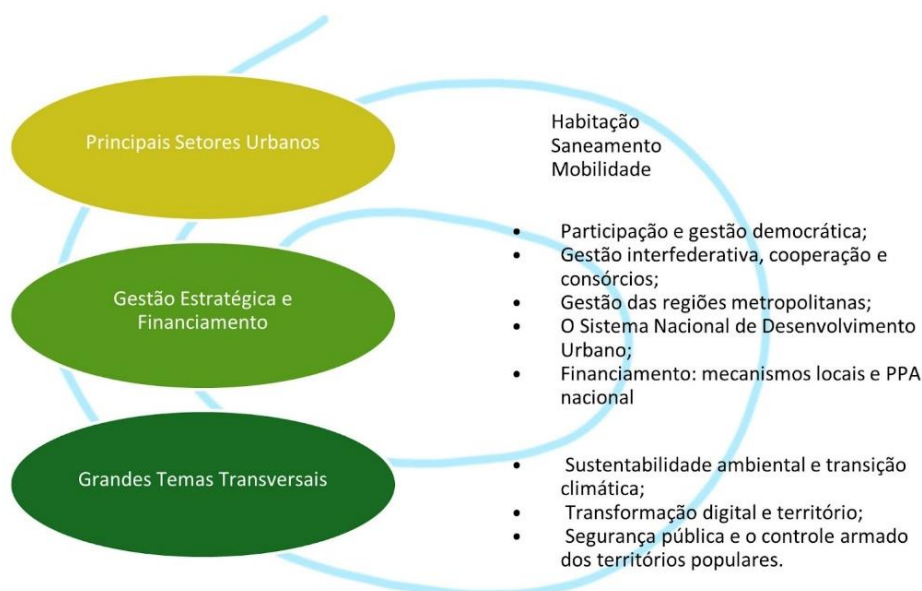 Principais Setores Urbanos
Habitação
Saneamento
Mobilidade
Gestão Estratégica e
Financiamento
• Participação e gestão democrática;
• Gestão interfederativa, cooperação e
consórcios;
• Gestão das regiões metropolitanas;
• O Sistema Nacional de Desenvolvimento
Urbano;
• Financiamento: mecanismos locais e PPA
nacional
Grandes Temas Transversais
• Sustentabilidade ambiental e transição
climática;
• Transformação digital e território;
• Segurança pública e o controle armado
dos territórios populares.